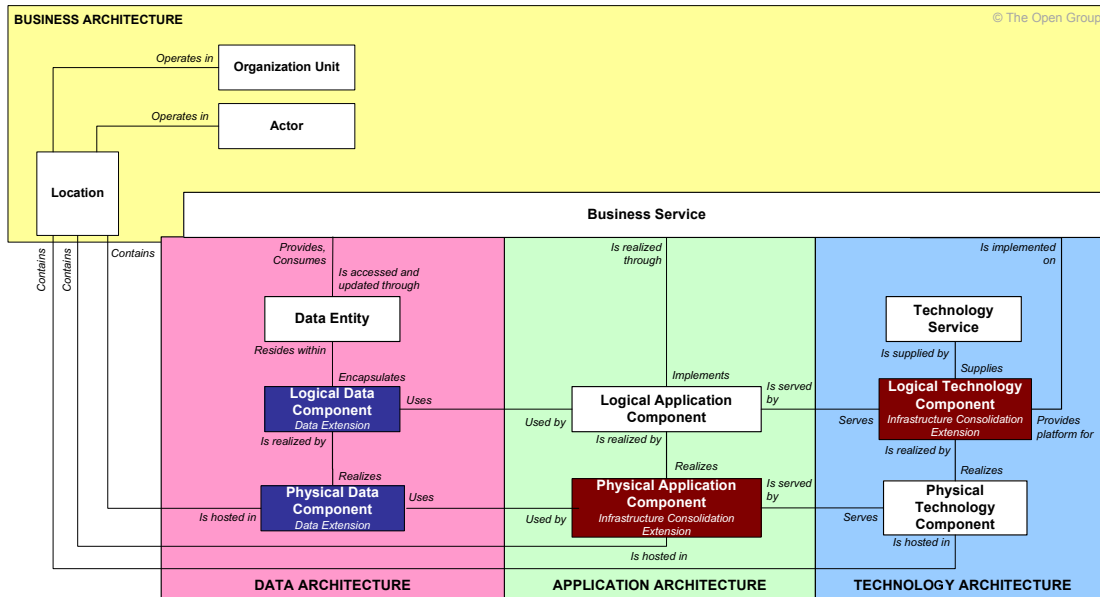 BUSINESS ARCHITECTURE
© The Open Group
Operates in
Organization Unit
Operates in
Actor
Location
Business Service
Contains
Contains
Contains
Provides,
Consumes
Is realized
through
Is implemented
on
Is accessed and
updated through
Data Entity
Technology
Service
Resides within
Is supplied by
Encapsulates
Implements
Supplies
Logical Data
Component
Data Extension
Uses
Used by
Logical Application
Component
Is served
by
Serves
Logical Technology
Component
Infrastructure Consolidation
Extension
Provides
platform for
Is realized by
Is realized by
Is realized by
Realizes
Realizes
Realizes
Physical Data
Component
Data Extension
Uses
Used by
Physical Application
Component
Infrastructure Consolidation
Extension
Is served
by
Serves
Physical
Technology
Component
Is hosted in
Is hosted in
Is hosted in
DATA ARCHITECTURE
APPLICATION ARCHITECTURE
TECHNOLOGY ARCHITECTURE